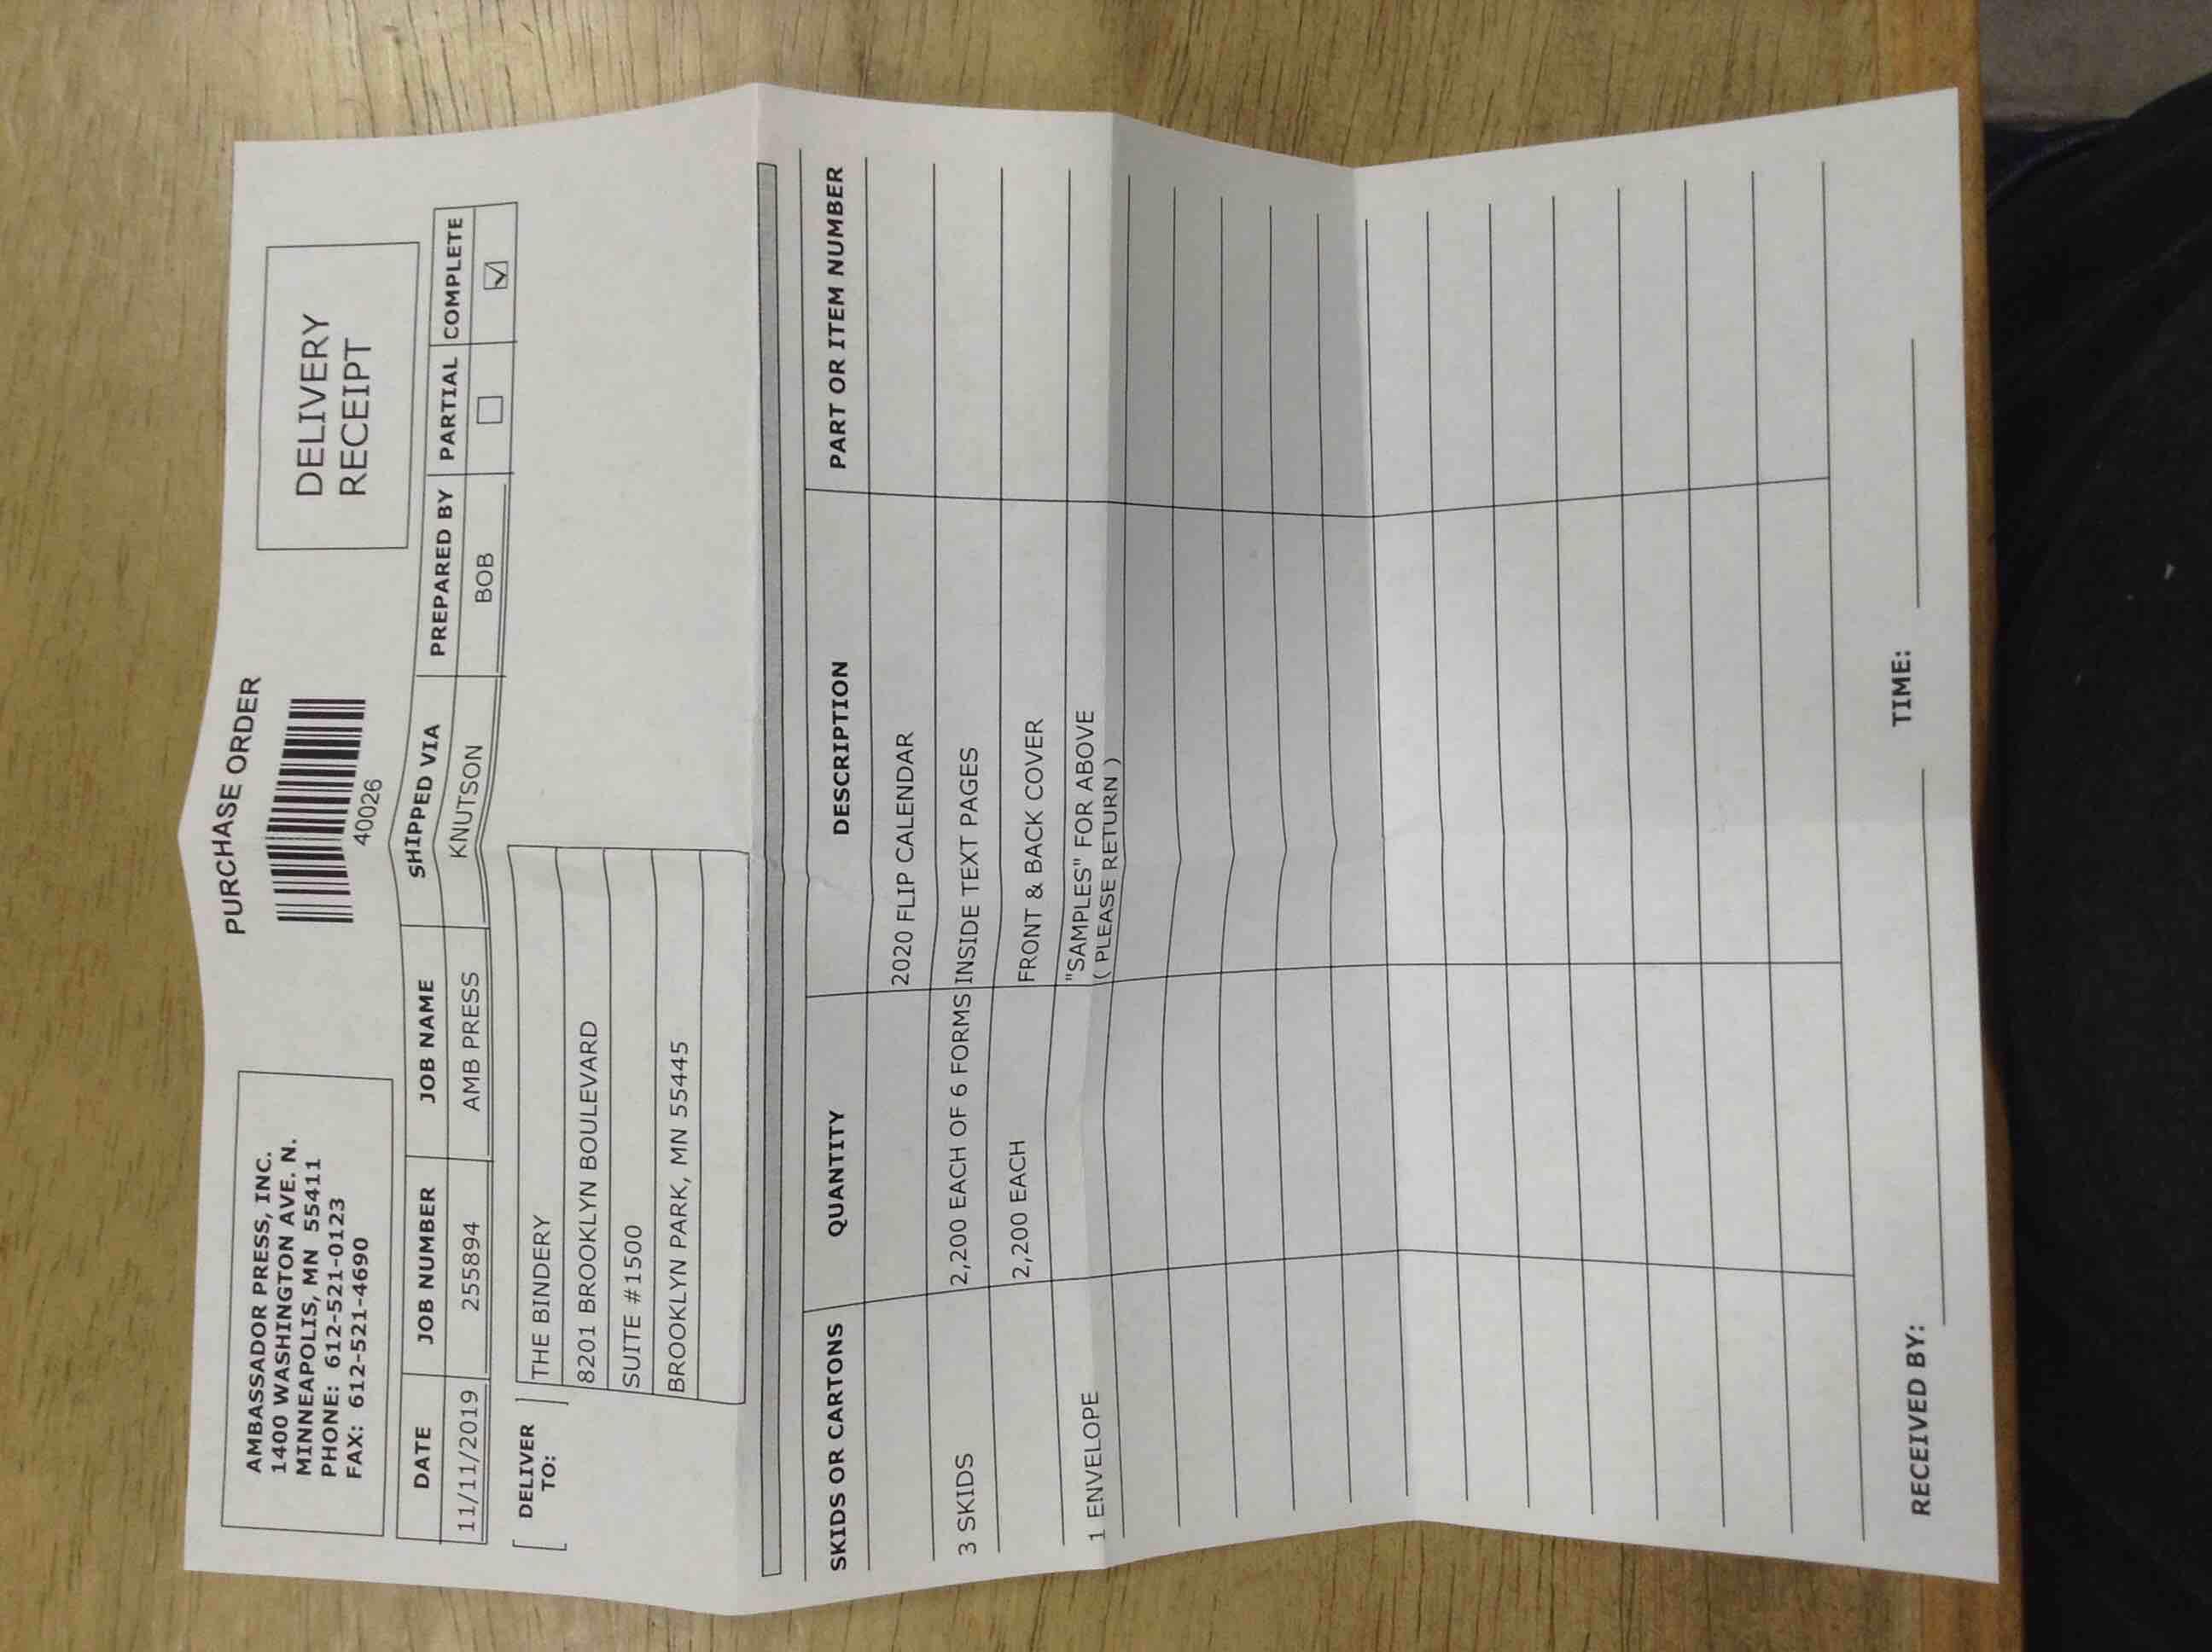 PURCHASE ORDER
AMBASSADOR PRESS, INC.
1400 WASHINGTON AVE. N.
MINNEAPOLIS, MN 55411
PHONE: 612-521-0123
FAX: 612-521-4690
40026
DELIVERY
RECEIPT
DATE JOB NUMBER JOB NAME SHIPPED VIA PREPARED BY PARTIAL COMPLETE
11/11/2019 255894 AMB PRESS KNUTSON BOB ☐ ☑
[ DELIVER TO: ]
THE BINDERY
8201 BROOKLYN BOULEVARD
SUITE #1500
BROOKLYN PARK, MN 55445
SKIDS OR CARTONS QUANTITY DESCRIPTION PART OR ITEM NUMBER
2020 FLIP CALENDAR
3 SKIDS 2,200 EACH OF 6 FORMS INSIDE TEXT PAGES
2,200 EACH FRONT & BACK COVER
1 ENVELOPE "SAMPLES" FOR ABOVE
( PLEASE RETURN )
RECEIVED BY: TIME: